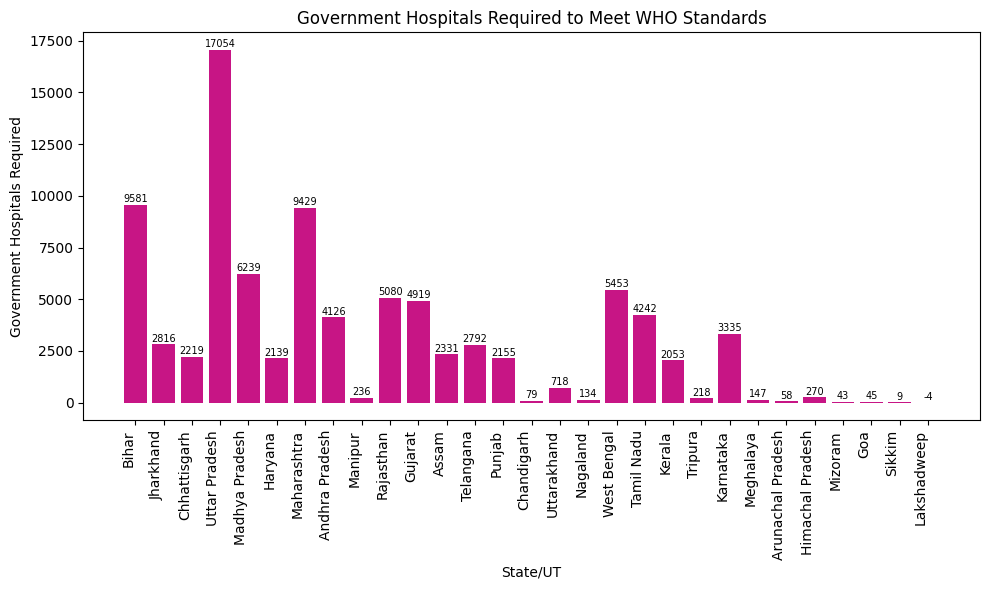 Government Hospitals Required to Meet WHO Standards
Government Hospitals Required
17500
15000
12500
10000
7500
5000
2500
0
9581
2816
2219
17054
6239
2139
9429
4126
236
5080
4919
2331
2792
2155
79
718
134
5453
4242
2053
218
3335
147
58
270
43
45
9
-4
Bihar
Jharkhand
Chhattisgarh
Uttar Pradesh
Madhya Pradesh
Haryana
Maharashtra
Andhra Pradesh
Manipur
Rajasthan
Gujarat
Assam
Telangana
Punjab
Chandigarh
Uttarakhand
Nagaland
West Bengal
Tamil Nadu
Kerala
Tripura
Karnataka
Meghalaya
Arunachal Pradesh
Himachal Pradesh
Mizoram
Goa
Sikkim
Lakshadweep
State/UT